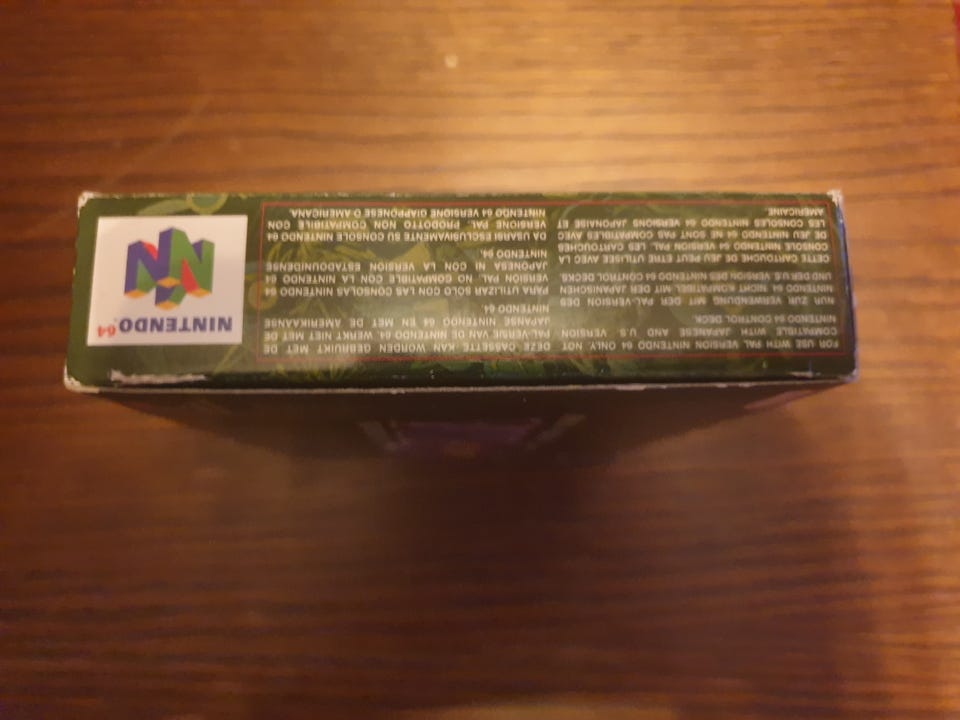 FOR USE WITH PAL VERSION NINTENDO 64 ONLY. NOT
COMPATIBLE WITH JAPANESE AND U.S. VERSION
NINTENDO 64 CONTROL DECK.
NUR ZUR VERWENDUNG MIT DER PAL-VERSION DES
NINTENDO 64. NICHT KOMPATIBEL MIT DER JAPANISCHEN
UND U.S. VERSION DES NINTENDO 64 CONTROL DECKS.
CETTE CARTOUCHE DE JEU PEUT ETRE UTILISEE AVEC LA
CONSOLE NINTENDO 64 VERSION PAL. LES CARTOUCHES
DE JEU NINTENDO 64 NE SONT PAS COMPATIBLES AVEC
LES CONSOLES NINTENDO 64 VERSIONS JAPONAISE ET
AMERICAINE.
DEZE CASSETTE KAN WORDEN GEBRUIKT MET DE
PAL-VERSIE VAN DE NINTENDO 64. WERKT NIET MET DE
JAPANSE NINTENDO 64 EN MET DE AMERIKAANSE
NINTENDO 64.
PARA UTILIZAR SÓLO CON LAS CONSOLAS NINTENDO 64
VERSION PAL. NO COMPATIBLE CON LA NINTENDO 64
JAPONESA NI CON LA VERSION ESTADOUNIDENSE
NINTENDO 64.
DA USARSI ESCLUSIVAMENTE SU CONSOLE NINTENDO 64
VERSIONE PAL. PRODOTTO NON COMPATIBILE CON
NINTENDO 64 VERSIONE GIAPPONESE O AMERICANA.
NINTENDO 64